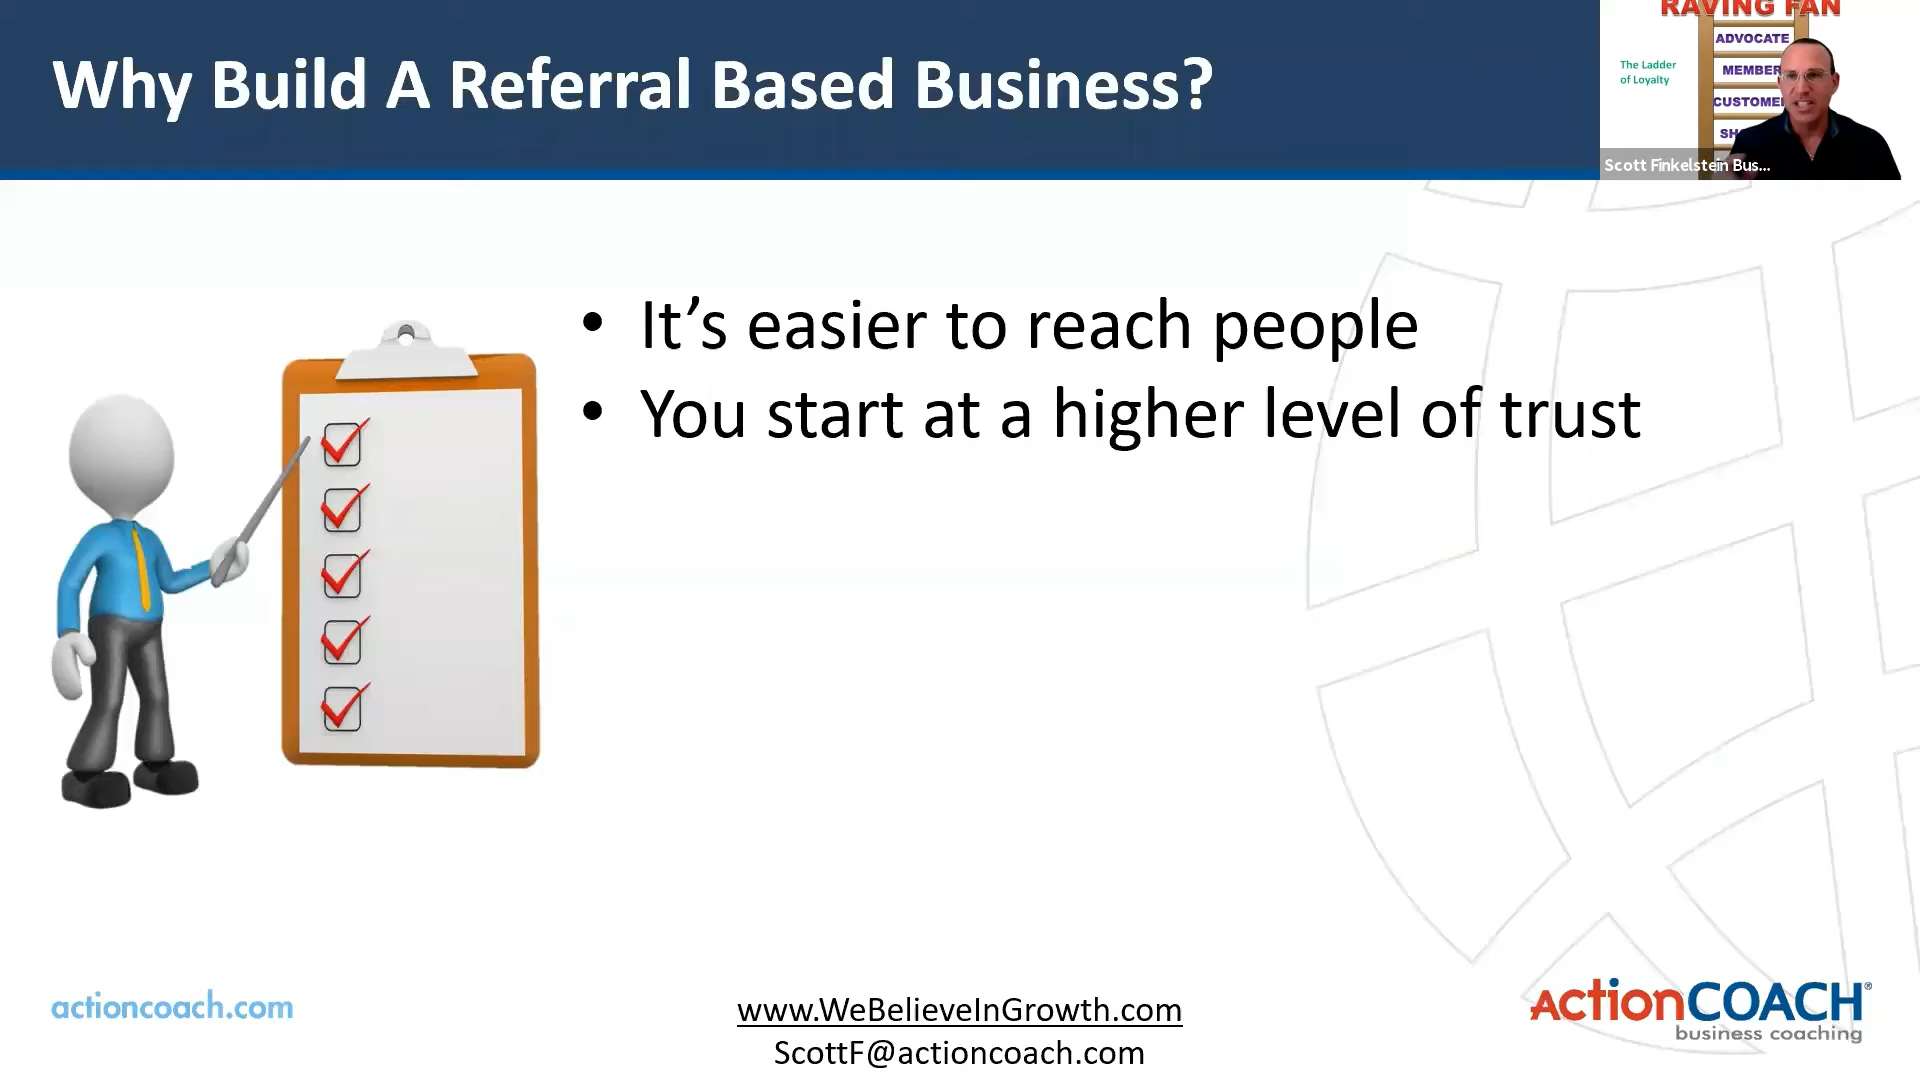 Why Build A Referral Based Business?
RAVING FAN
ADVOCATE
The Ladder
of Loyalty
MEMBER
CUSTOME
SH
Scott Finkelstein Bus...
• It’s easier to reach people
• You start at a higher level of trust
actioncoach.com
www.WeBelieveInGrowth.com
ScottF@actioncoach.com
ActionCOACH®
business coaching